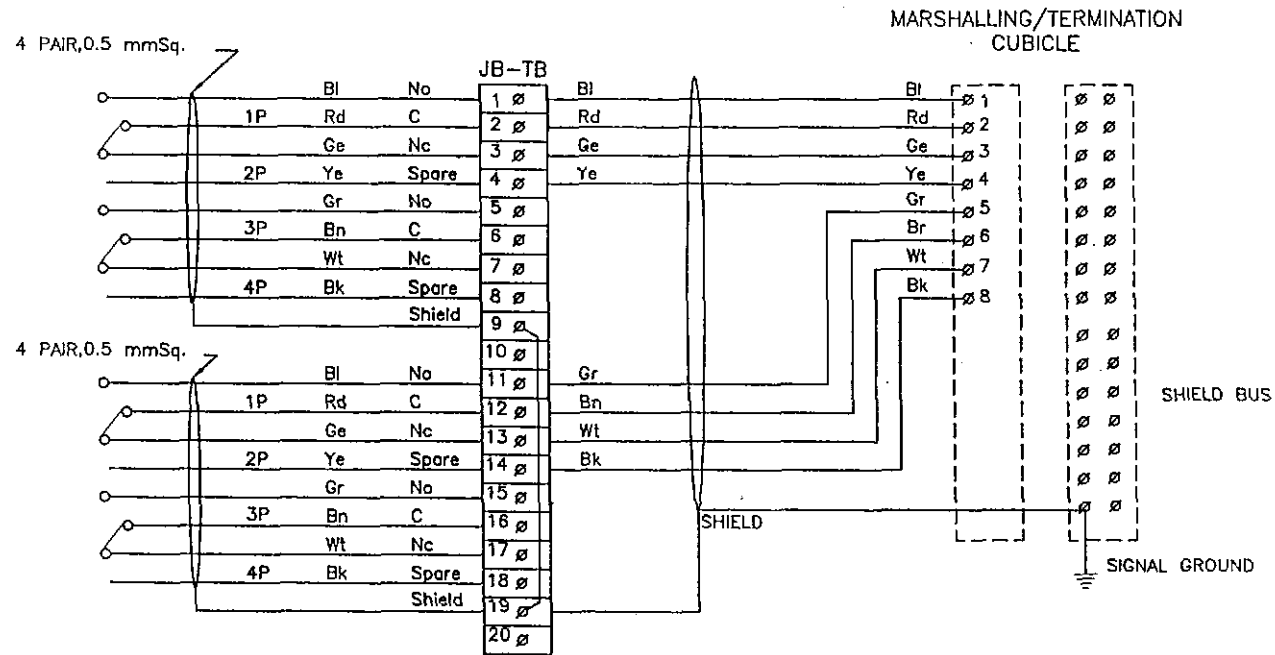 MARSHALLING/TERMINATION
CUBICLE
4 PAIR,0.5 mmSq.
JB-TB
Bl No 1 Bl Bl 1
1P Rd C 2 Rd Rd 2
Ge Nc 3 Ge Ge 3
2P Ye Spare 4 Ye Ye 4
Gr No 5 Gr 5
3P Bn C 6 Br 6
Wt Nc 7 Wt 7
4P Bk Spare 8 Bk 8
Shield 9
4 PAIR,0.5 mmSq.
10
Bl No 11 Gr
1P Rd C 12 Bn
SHIELD BUS
Ge Nc 13 Wt
2P Ye Spare 14 Bk
Gr No 15
3P Bn C 16
SHIELD
Wt Nc 17
4P Bk Spare 18
SIGNAL GROUND
Shield 19
20